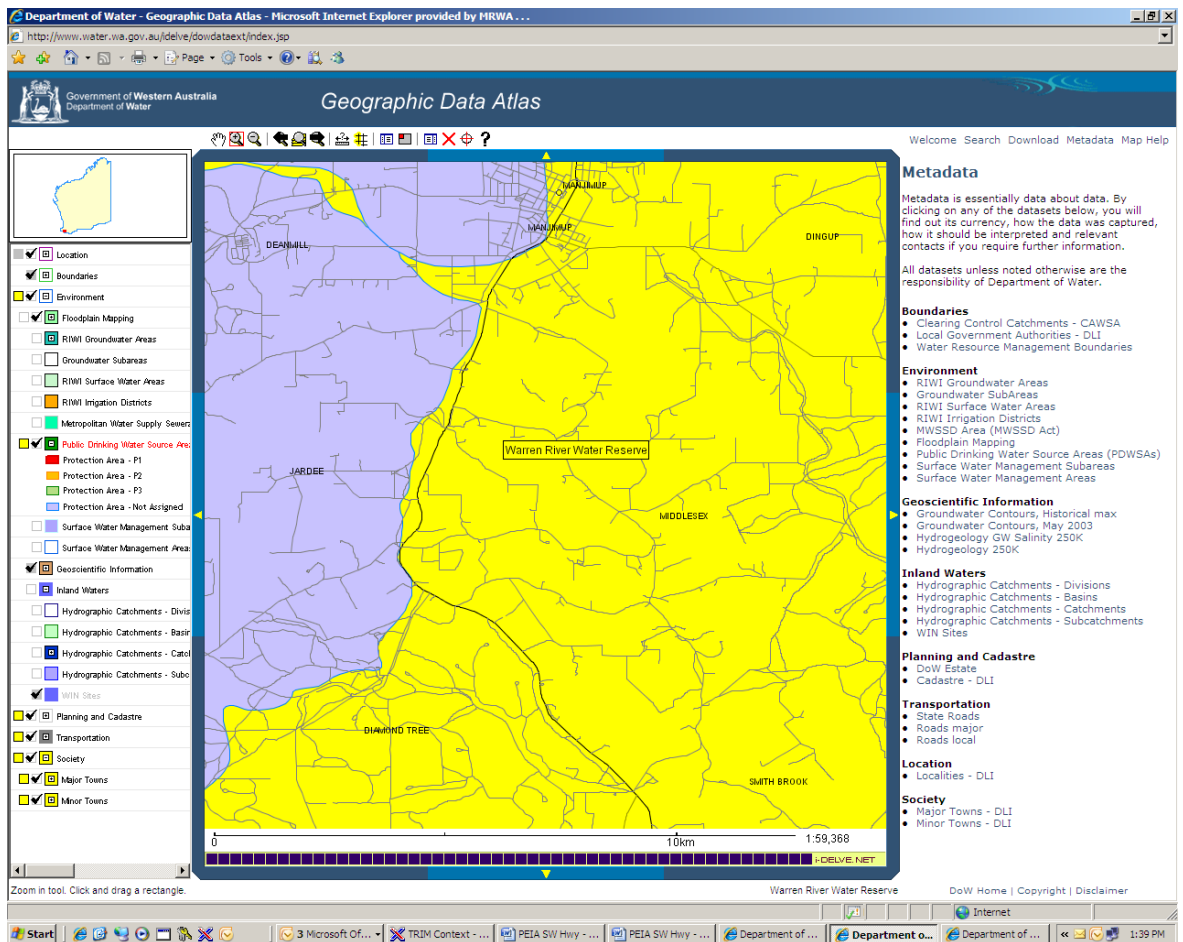 Department of Water - Geographic Data Atlas - Microsoft Internet Explorer provided by MRWA . . .
http://www.water.wa.gov.au/idelve/dowdataext/index.jsp
Page Tools
Government of Western Australia
Department of Water
Geographic Data Atlas
Welcome Search Download Metadata Map Help
Location
Boundaries
Environment
Floodplain Mapping
RIWI Groundwater Areas
Groundwater Subareas
RIWI Surface Water Areas
RIWI Irrigation Districts
Metropolitan Water Supply Sewera
Public Drinking Water Source Area
Protection Area - P1
Protection Area - P2
Protection Area - P3
Protection Area - Not Assigned
Surface Water Management Suba
Surface Water Management Area
Geoscientific Information
Inland Waters
Hydrographic Catchments - Divis
Hydrographic Catchments - Basin
Hydrographic Catchments - Catcl
Hydrographic Catchments - Subc
WIN Sites
Planning and Cadastre
Transportation
Society
Major Towns
Minor Towns
MANJIMUP
MANJIMUP
DEANMILL
DINGUP
Warren River Water Reserve
JARDEE
MIDDLESEX
DIAMOND TREE
SMITH BROOK
0
10km
1:59,368
i-DELVE.NET
Metadata
Metadata is essentially data about data. By
clicking on any of the datasets below, you will
find out its currency, how the data was captured,
how it should be interpreted and relevant
contacts if you require further information.
All datasets unless noted otherwise are the
responsibility of Department of Water.
Boundaries
Clearing Control Catchments - CAWSA
Local Government Authorities - DLI
Water Resource Management Boundaries
Environment
RIWI Groundwater Areas
Groundwater SubAreas
RIWI Surface Water Areas
RIWI Irrigation Districts
MWSSD Area (MWSSD Act)
Floodplain Mapping
Public Drinking Water Source Areas (PDWSAs)
Surface Water Management Subareas
Surface Water Management Areas
Geoscientific Information
Groundwater Contours, Historical max
Groundwater Contours, May 2003
Hydrogeology GW Salinity 250K
Hydrogeology 250K
Inland Waters
Hydrographic Catchments - Divisions
Hydrographic Catchments - Basins
Hydrographic Catchments - Catchments
Hydrographic Catchments - Subcatchments
WIN Sites
Planning and Cadastre
DoW Estate
Cadastre - DLI
Transportation
State Roads
Roads major
Roads local
Location
Localities - DLI
Society
Major Towns - DLI
Minor Towns - DLI
Zoom in tool. Click and drag a rectangle.
Warren River Water Reserve
DoW Home | Copyright | Disclaimer
Internet
Start
3 Microsoft Of...
TRIM Context - ...
PEIA SW Hwy - ...
PEIA SW Hwy - ...
Department of ...
Department o...
Department of ...
1:39 PM